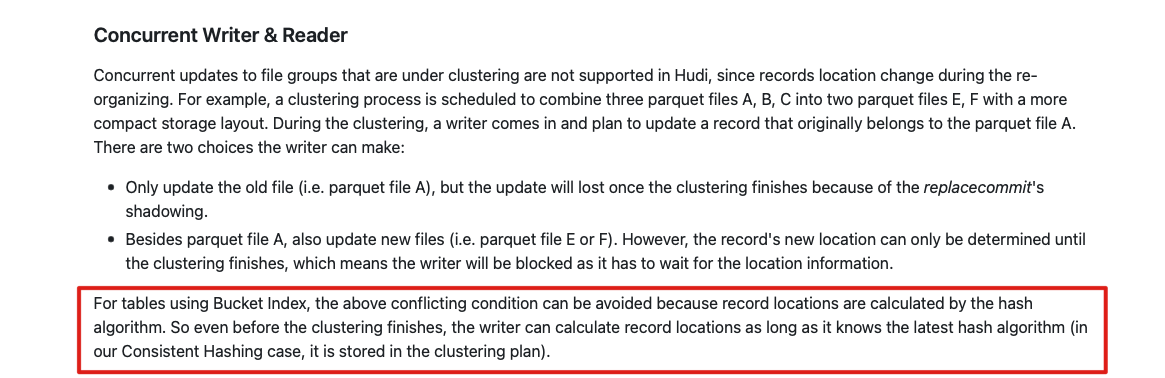 Concurrent Writer & Reader
Concurrent updates to file groups that are under clustering are not supported in Hudi, since records location change during the re-
organizing. For example, a clustering process is scheduled to combine three parquet files A, B, C into two parquet files E, F with a more
compact storage layout. During the clustering, a writer comes in and plan to update a record that originally belongs to the parquet file A.
There are two choices the writer can make:
• Only update the old file (i.e. parquet file A), but the update will lost once the clustering finishes because of the replacecommit's
shadowing.
• Besides parquet file A, also update new files (i.e. parquet file E or F). However, the record's new location can only be determined until
the clustering finishes, which means the writer will be blocked as it has to wait for the location information.
For tables using Bucket Index, the above conflicting condition can be avoided because record locations are calculated by the hash
algorithm. So even before the clustering finishes, the writer can calculate record locations as long as it knows the latest hash algorithm (in
our Consistent Hashing case, it is stored in the clustering plan).